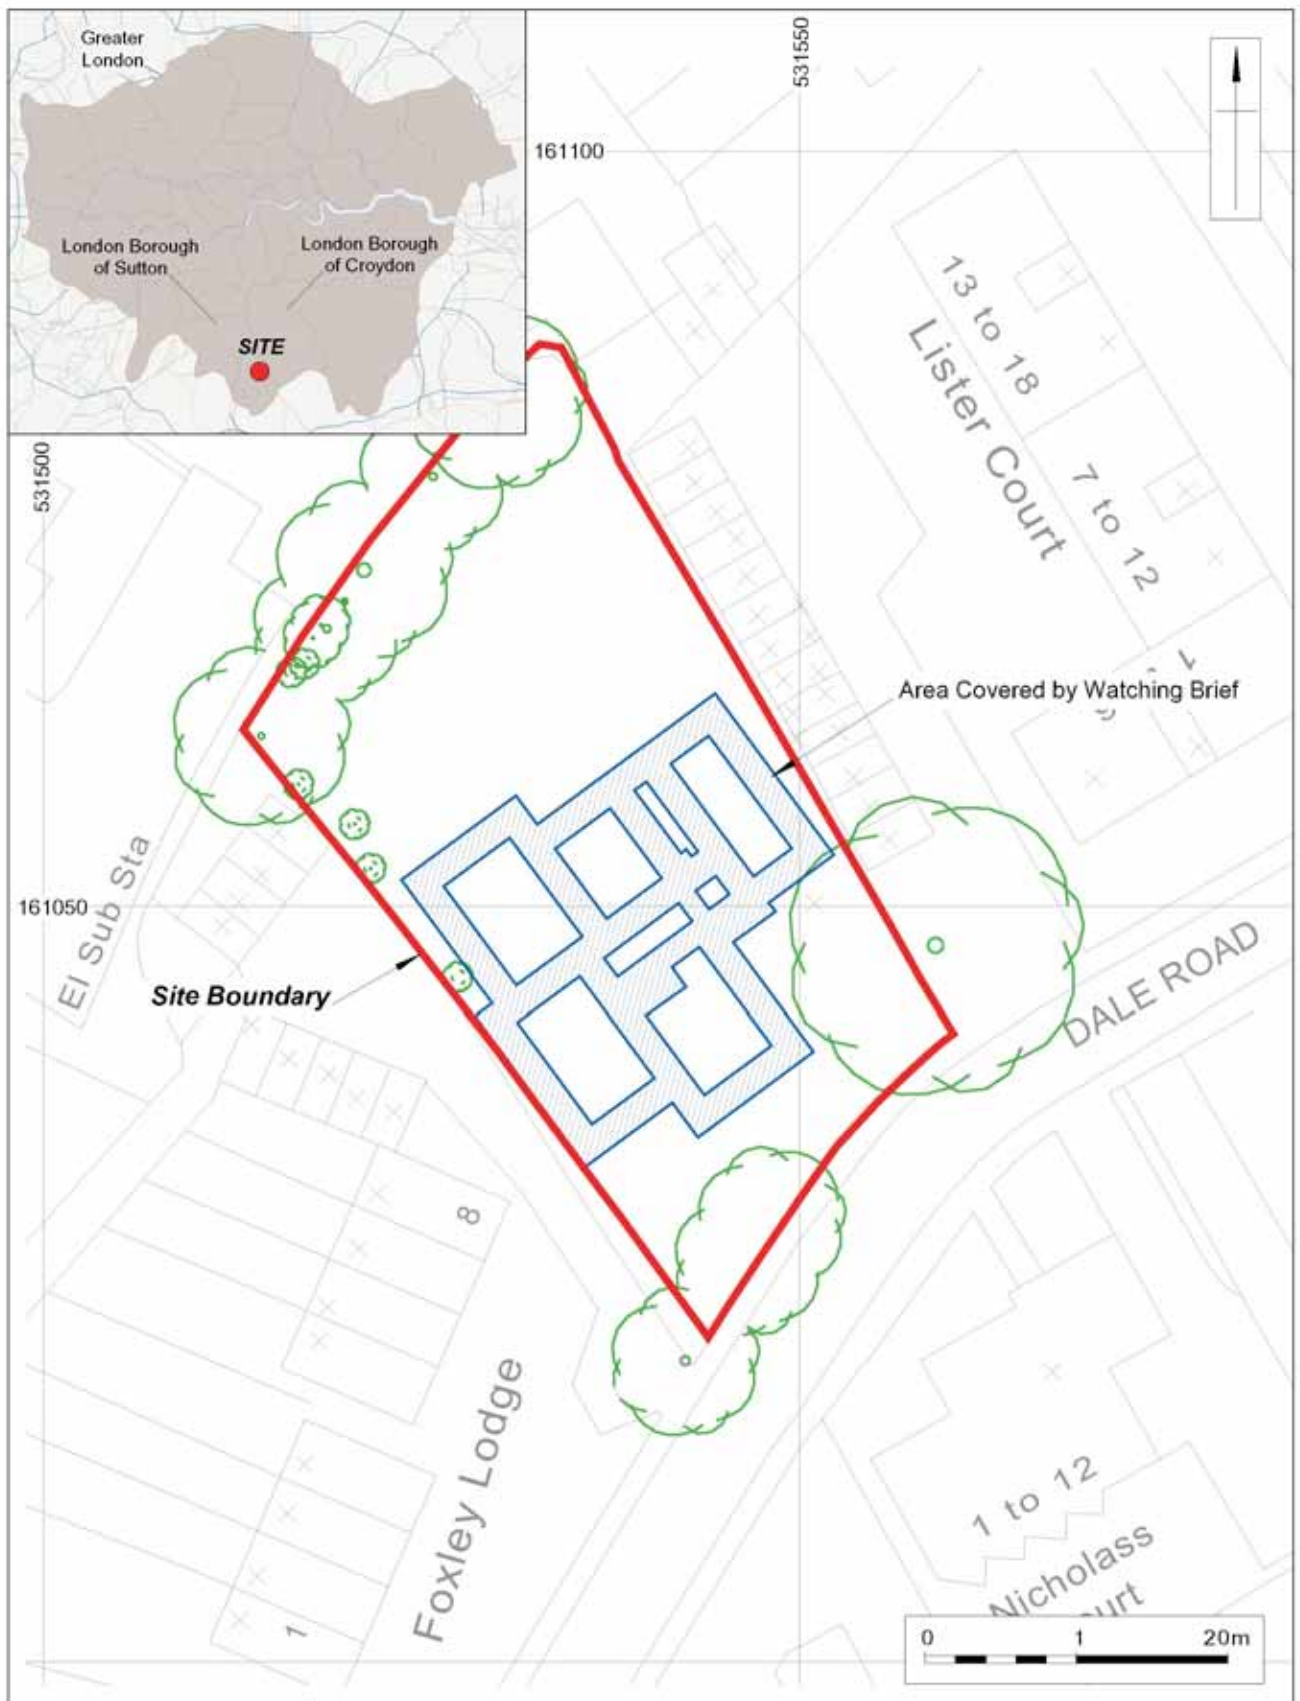 Greater
London
London Borough
of Sutton
London Borough
of Croydon
SITE
531550
161100
531500
13 to 18
Lister Court
7 to 12
1
Area Covered by Watching Brief
161050
El Sub Sta
Site Boundary
DALE ROAD
8
Foxley Lodge
1
1 to 12
Nicholass
0 1 20m